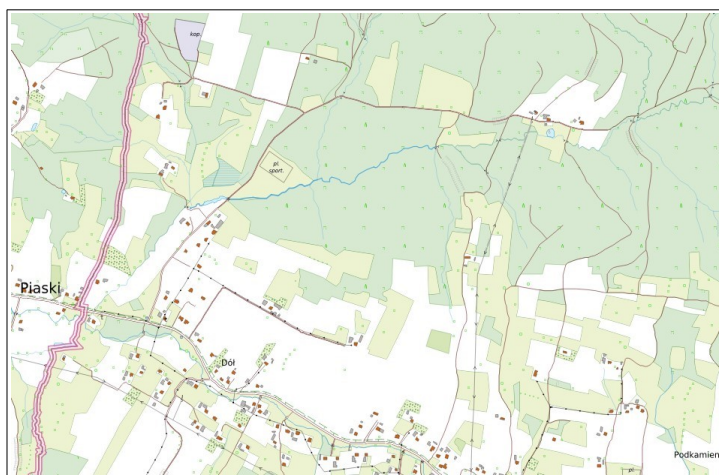 kop.
pl.
sport.
Piaski
Dół
Podkamien